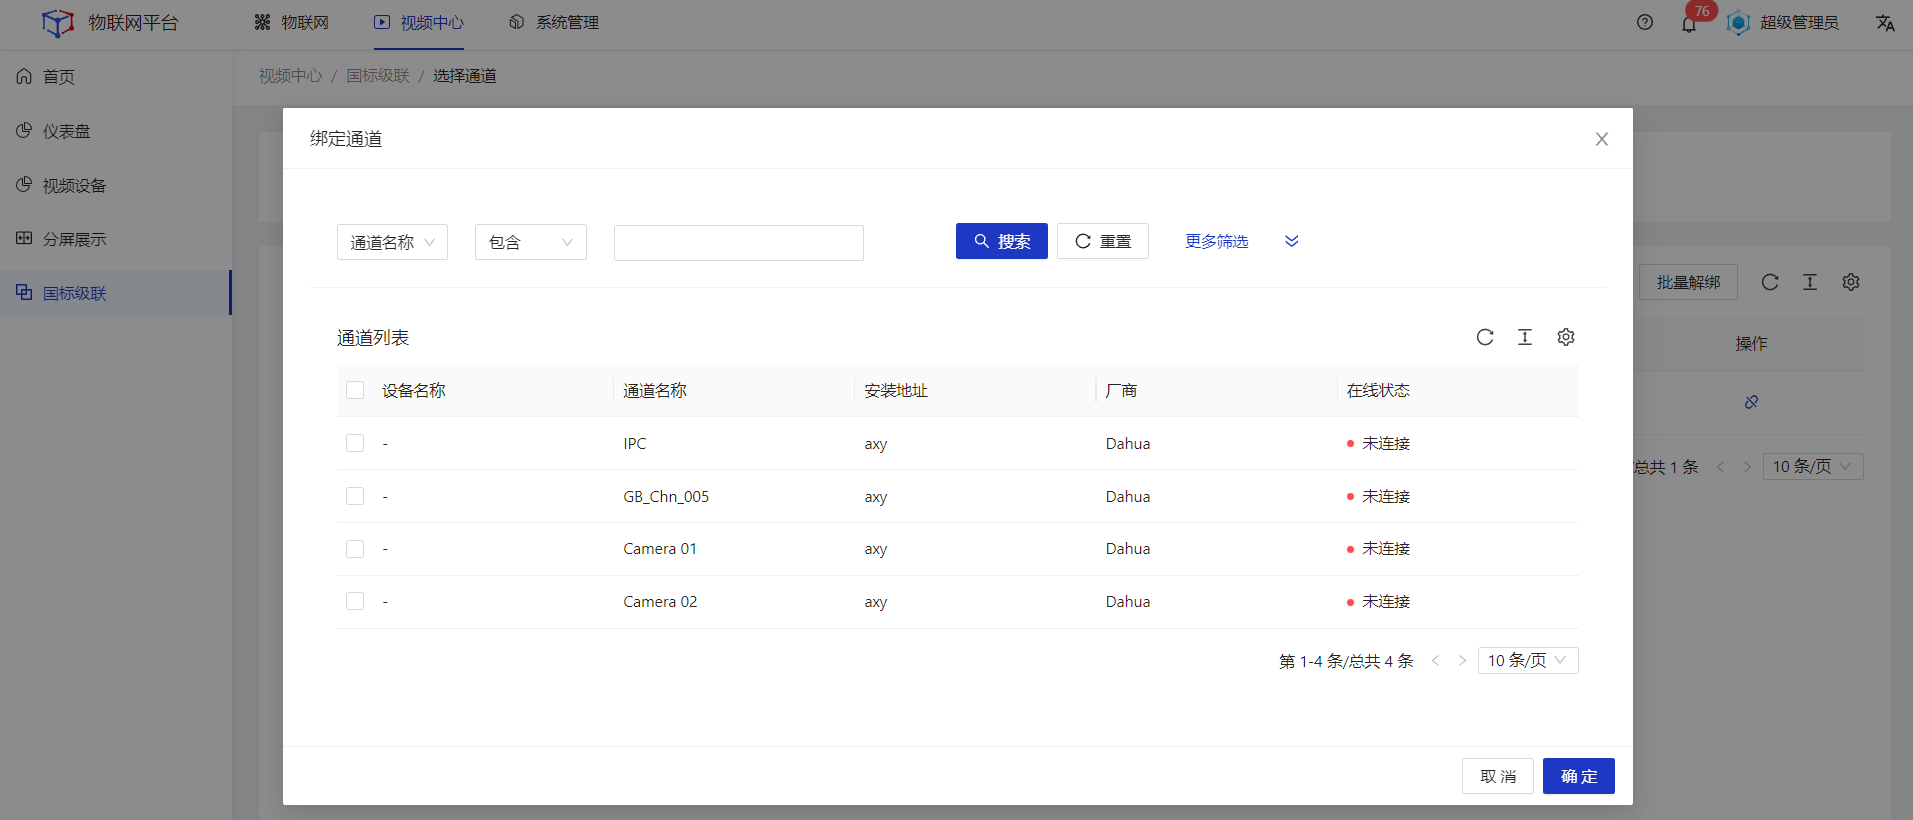 物联网平台 物联网 视频中心 系统管理 76 超级管理员
首页
仪表盘
视频设备
分屏展示
国标级联
视频中心 / 国标级联 / 选择通道
绑定通道
通道名称 包含 搜索 重置 更多筛选
通道列表
设备名称 通道名称 安装地址 厂商 在线状态
- IPC axy Dahua 未连接
- GB_Chn_005 axy Dahua 未连接
- Camera 01 axy Dahua 未连接
- Camera 02 axy Dahua 未连接
第 1-4 条/总共 4 条 10 条/页
取 消 确 定
批量解绑
操作
/总共 1 条 10 条/页